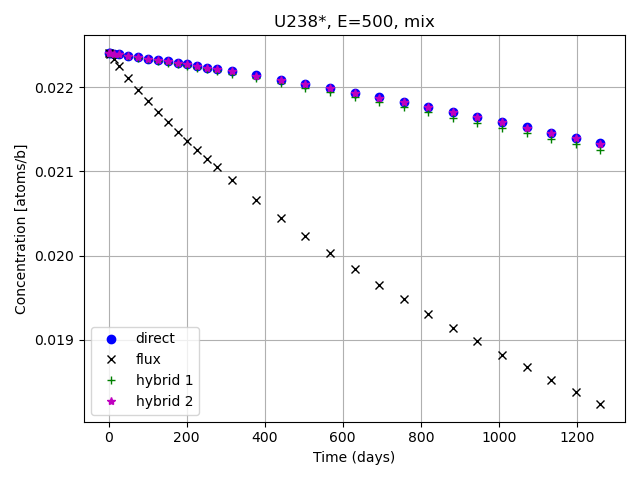 U238*, E=500, mix
Concentration [atoms/b]
0.022
0.021
0.020
0.019
direct
flux
hybrid 1
hybrid 2
0 200 400 600 800 1000 1200
Time (days)